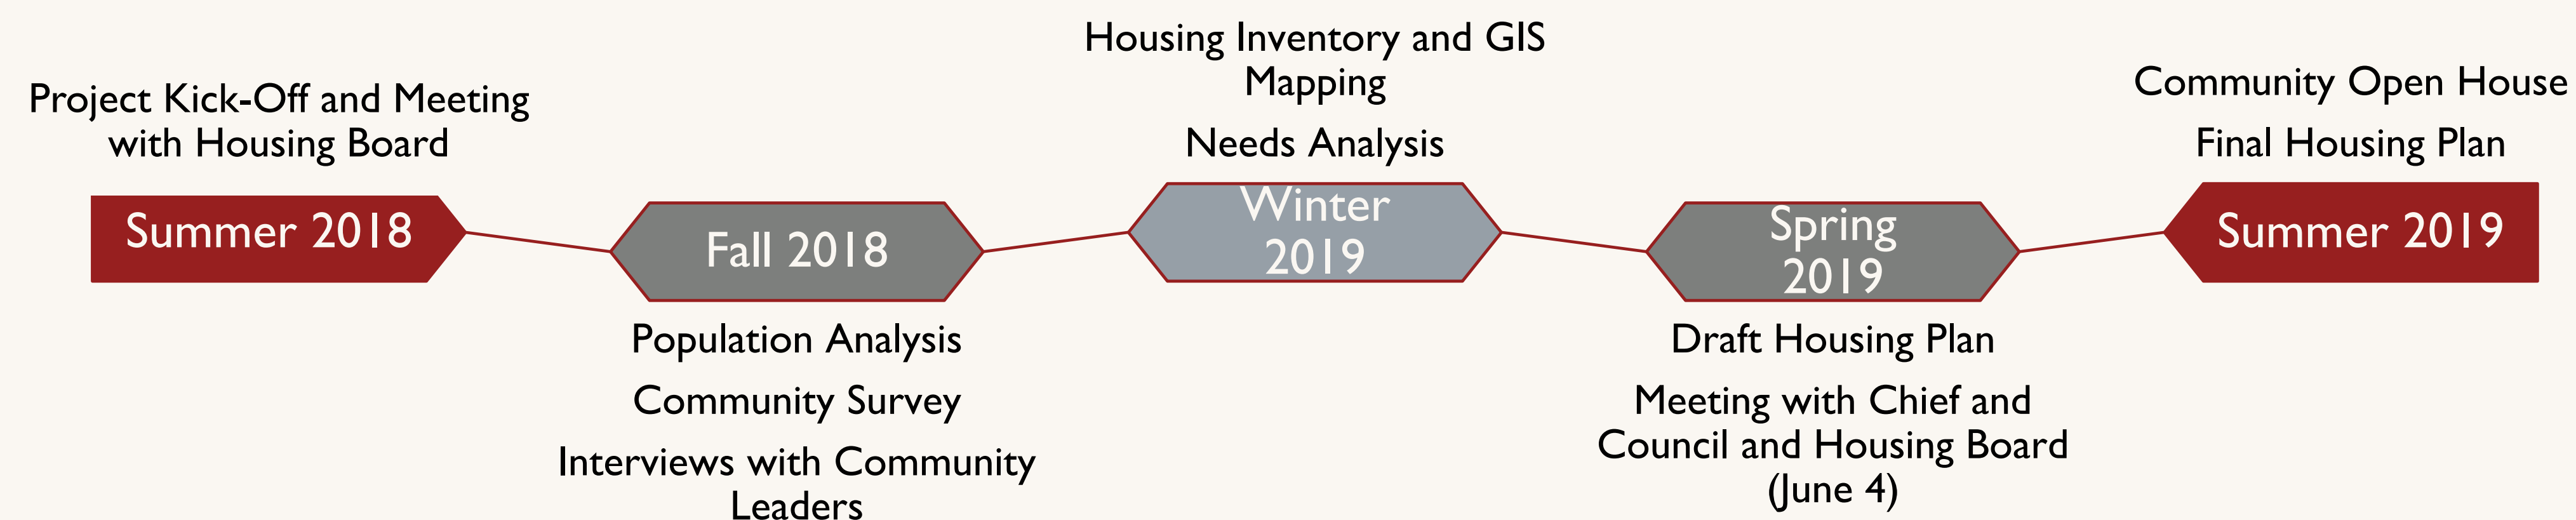 Project Kick-Off and Meeting
with Housing Board
Summer 2018
Fall 2018
Population Analysis
Community Survey
Interviews with Community
Leaders
Housing Inventory and GIS
Mapping
Needs Analysis
Winter
2019
Spring
2019
Draft Housing Plan
Meeting with Chief and
Council and Housing Board
(June 4)
Community Open House
Final Housing Plan
Summer 2019